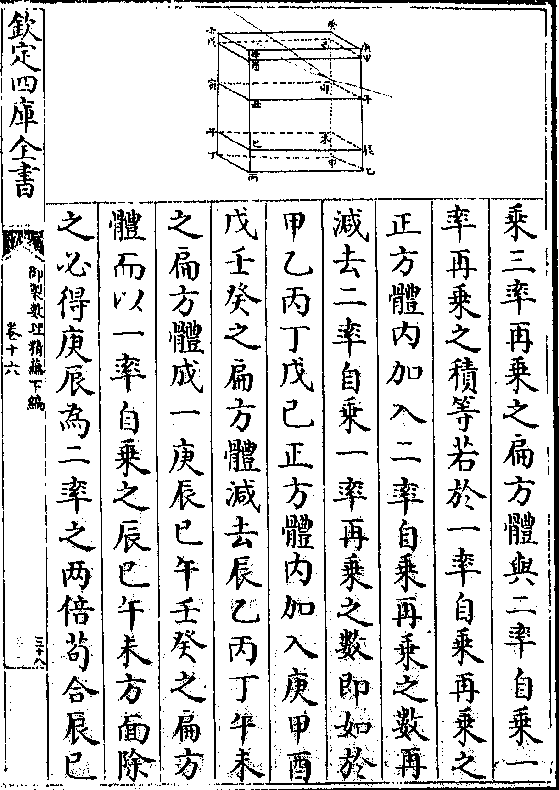 乘三率再乘之扁方體與二率自乘一
率再乘之積等若於一率自乘再乘之
正方體内加入二率自乘再乘之數再
減去二率自乘一率再乘之數即如於
甲乙丙丁戊己正方體内加入庚甲酉
戊壬癸之扁方體減去辰乙丙丁午未
之扁方體成一庚辰巳午壬癸之扁方
體而以一率自乘之辰巳午未方面除
之必得庚辰為二率之两倍茍合辰巳
欽定四庫全書
御製數理精藴下編
卷十六
三十八